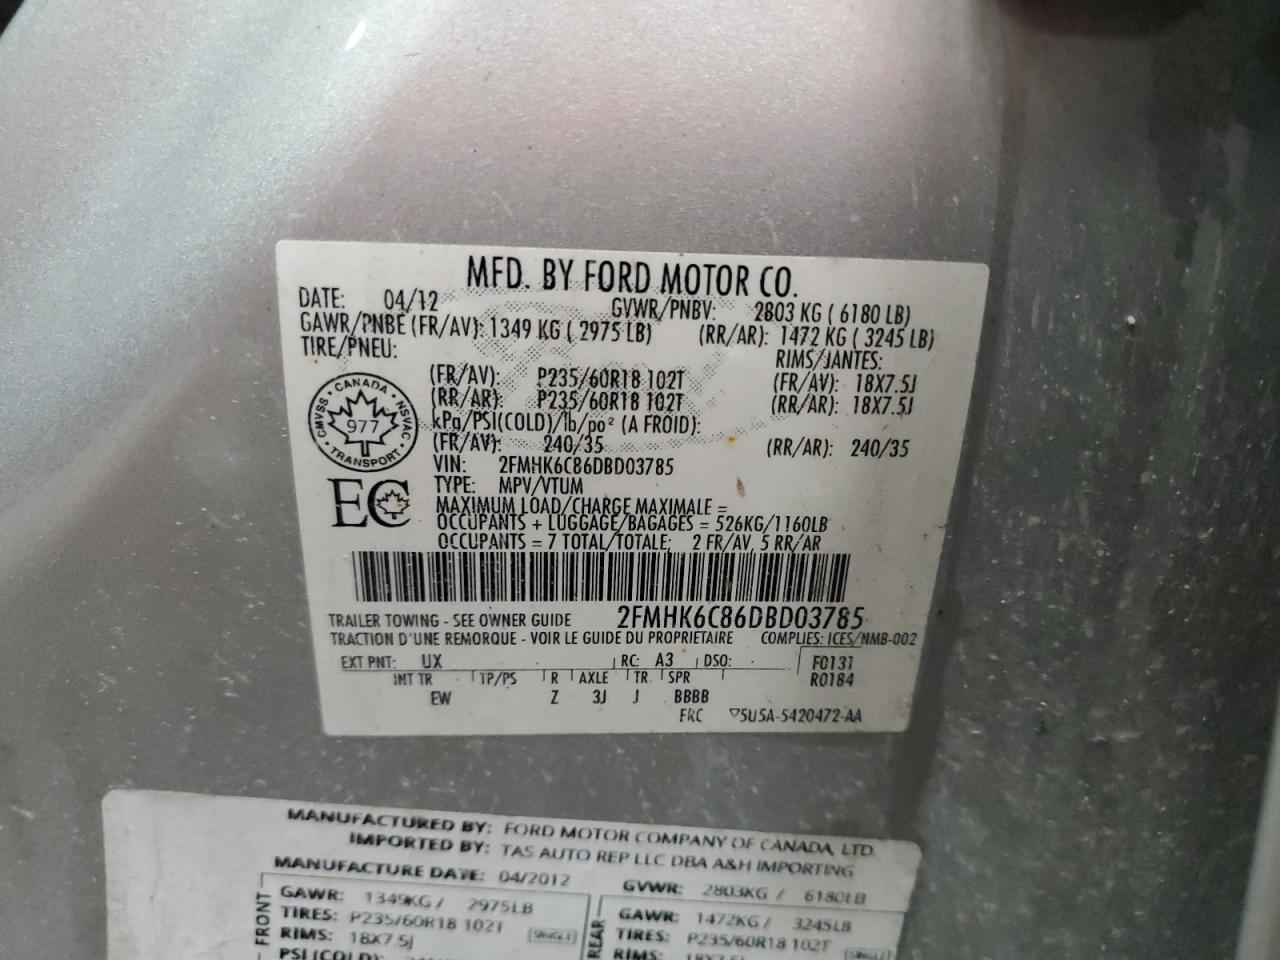 MFD. BY FORD MOTOR CO.
DATE: 04/12 GVWR/PNBV: 2803 KG ( 6180 LB)
GAWR/PNBE (FR/AV): 1349 KG ( 2975 LB) (RR/AR): 1472 KG ( 3245 LB)
TIRE/PNEU: RIMS/JANTES:
(FR/AV): P235/60R18 102T (FR/AV): 18X7.5J
(RR/AR): P235/60R18 102T (RR/AR): 18X7.5J
kPa/PSI(COLD)/lb/po² (A FROID):
(FR/AV): 240/35 (RR/AR): 240/35
CANADA
CMVSS NSVAC
977
TRANSPORT
VIN: 2FMHK6C86DBD03785
TYPE: MPV/VTUM
EC
MAXIMUM LOAD/CHARGE MAXIMALE =
OCCUPANTS + LUGGAGE/BAGAGES = 526KG/1160LB
OCCUPANTS = 7 TOTAL/TOTALE; 2 FR/AV, 5 RR/AR
2FMHK6C86DBD03785
TRAILER TOWING - SEE OWNER GUIDE
TRACTION D'UNE REMORQUE - VOIR LE GUIDE DU PROPRIETAIRE COMPLIES: ICES/NMB-002
EXT PNT: UX RC: A3 DSO: F0131
INT TR TP/PS R AXLE TR SPR R0184
EW Z 3J J BBBB
FRC ▽5U5A-5420472-AA
MANUFACTURED BY: FORD MOTOR COMPANY OF CANADA, LTD.
IMPORTED BY: TAS AUTO REP LLC DBA A&H IMPORTING
MANUFACTURE DATE: 04/2012 GVWR: 2803KG / 6180LB
FRONT
GAWR: 1349KG / 2975LB
TIRES: P235/60R18 102T SINGLE
RIMS: 18X7.5J
PSI (COLD):
REAR
GAWR: 1472KG / 3245LB
TIRES: P235/60R18 102T SINGLE
RIMS: 18X7.5J